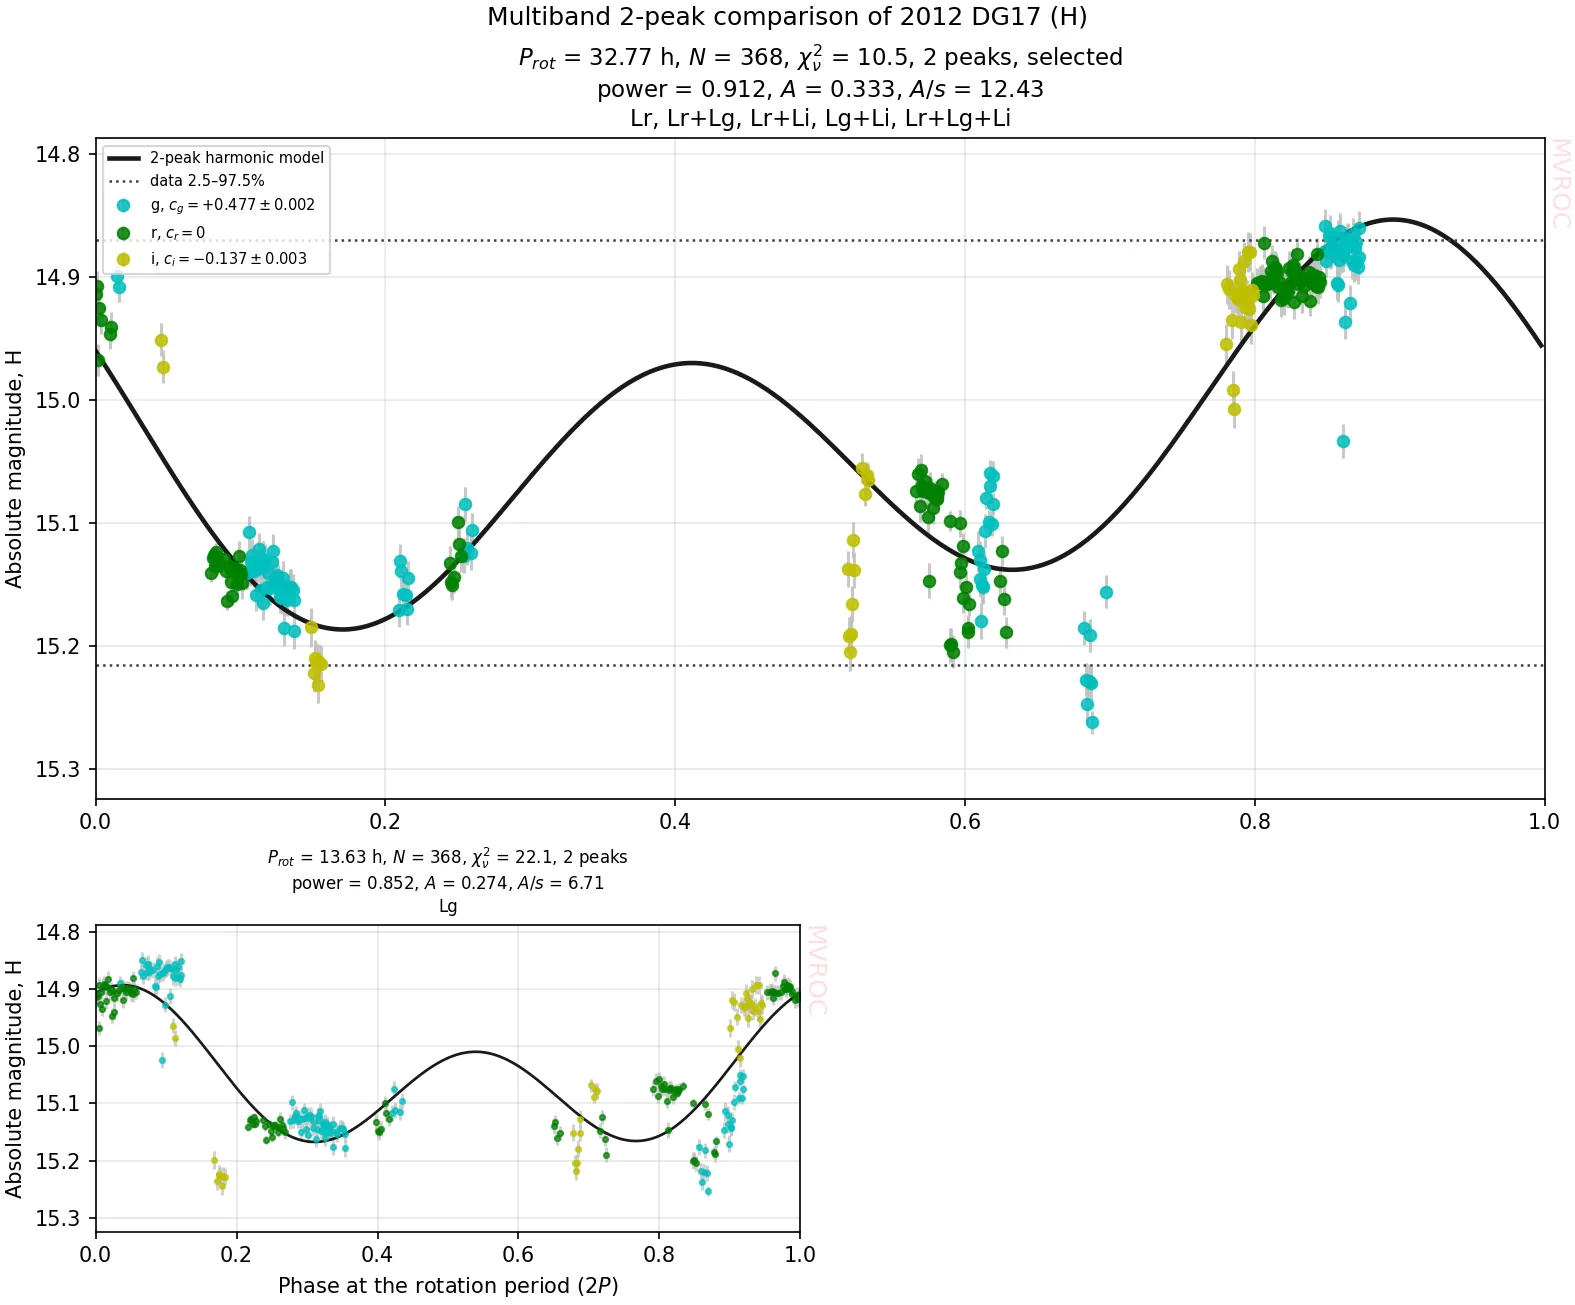 Multiband 2-peak comparison of 2012 DG17 (H)
P_rot = 32.77 h, N = 368, χ²_ν = 10.5, 2 peaks, selected
power = 0.912, A = 0.333, A/s = 12.43
Lr, Lr+Lg, Lr+Li, Lg+Li, Lr+Lg+Li
2-peak harmonic model
data 2.5–97.5%
g, c_g = +0.477 ± 0.002
r, c_r = 0
i, c_i = −0.137 ± 0.003
MVROC
Absolute magnitude, H
14.8
14.9
15.0
15.1
15.2
15.3
0.0 0.2 0.4 0.6 0.8 1.0
P_rot = 13.63 h, N = 368, χ²_ν = 22.1, 2 peaks
power = 0.852, A = 0.274, A/s = 6.71
Lg
MVROC
Absolute magnitude, H
14.8
14.9
15.0
15.1
15.2
15.3
0.0 0.2 0.4 0.6 0.8 1.0
Phase at the rotation period (2P)